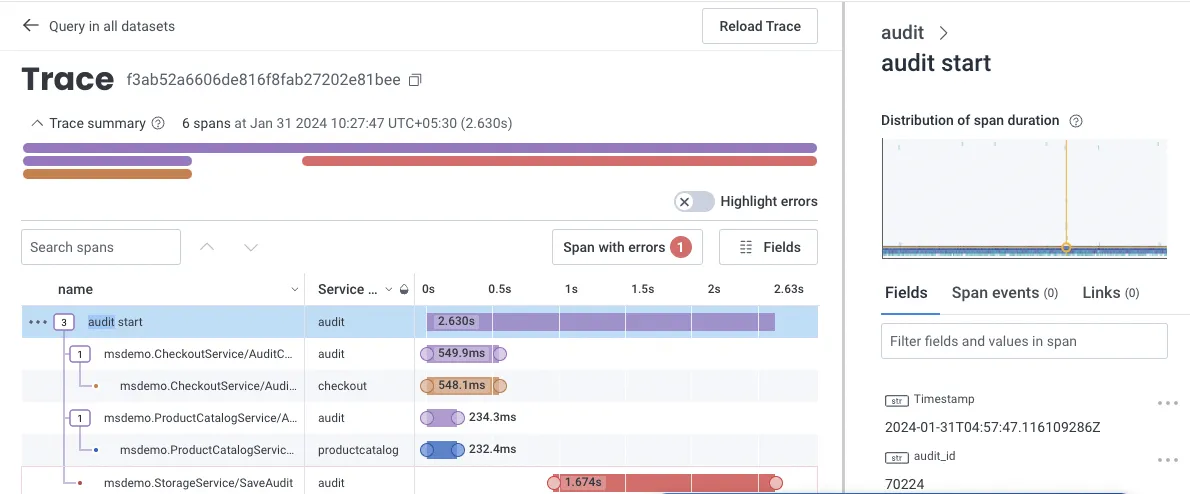 Query in all datasets
Reload Trace
Trace f3ab52a6606de816f8fab27202e81bee
Trace summary 6 spans at Jan 31 2024 10:27:47 UTC+05:30 (2.630s)
Highlight errors
Search spans
Span with errors 1
Fields
name Service ... 0s 0.5s 1s 1.5s 2s 2.63s
3 audit start audit 2.630s
1 msdemo.CheckoutService/AuditC... audit 549.9ms
msdemo.CheckoutService/Audi... checkout 548.1ms
1 msdemo.ProductCatalogService/A... audit 234.3ms
msdemo.ProductCatalogServic... productcatalog 232.4ms
msdemo.StorageService/SaveAudit audit 1.674s
audit
audit start
Distribution of span duration
Fields Span events (0) Links (0)
Filter fields and values in span
str Timestamp
2024-01-31T04:57:47.116109286Z
str audit_id
70224